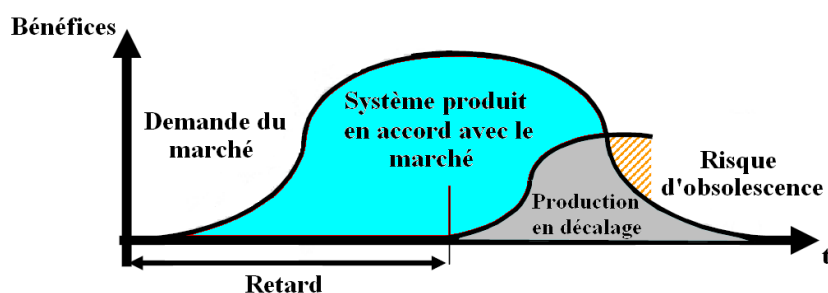 Bénéfices
Demande du
marché
Système produit
en accord avec le
marché
Production
en décalage
Risque
d'obsolescence
t
Retard